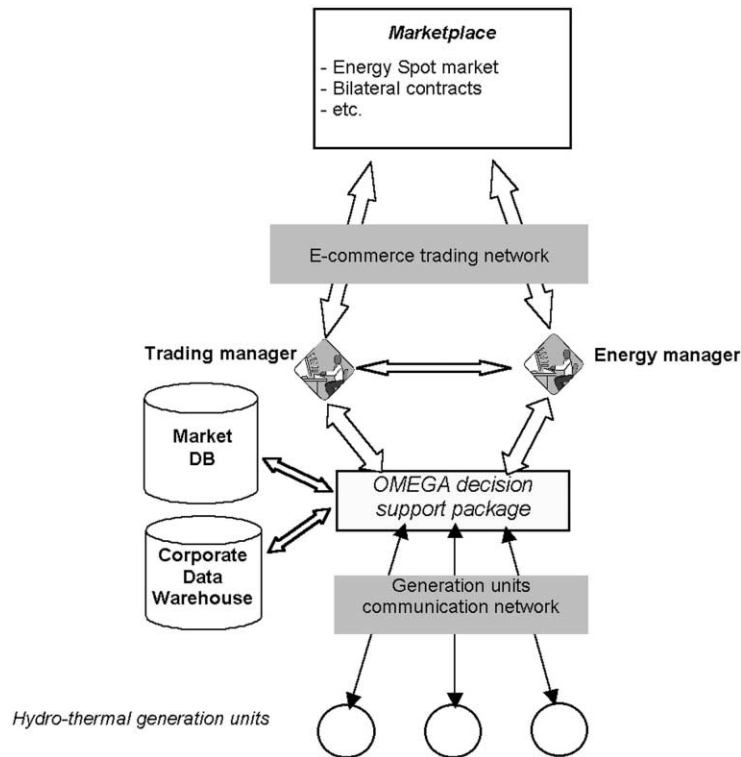 Marketplace
- Energy Spot market
- Bilateral contracts
- etc.
E-commerce trading network
Trading manager
Energy manager
Market
DB
OMEGA decision
support package
Corporate
Data
Warehouse
Generation units
communication network
Hydro-thermal generation units